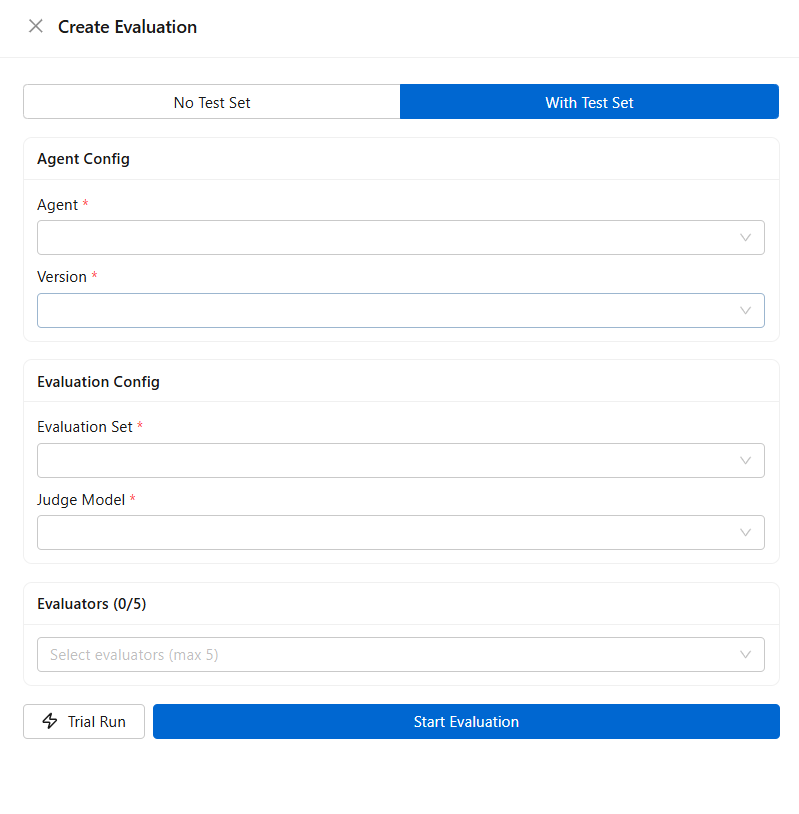 Create Evaluation
No Test Set
With Test Set
Agent Config
Agent *
Version *
Evaluation Config
Evaluation Set *
Judge Model *
Evaluators (0/5)
Select evaluators (max 5)
Trial Run
Start Evaluation